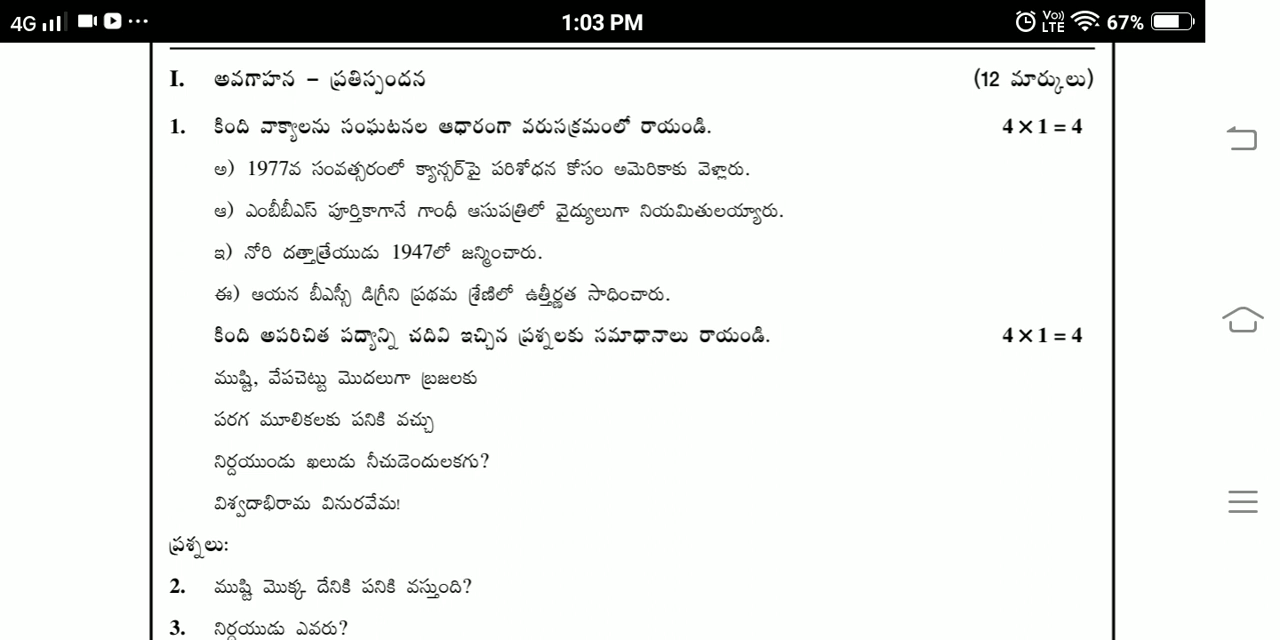 4G ... 1:03 PM Vo)) LTE 67%
I. అవగాహన – ప్రతిస్పందన (12 మార్కులు)
1. కింది వాక్యాలను సంఘటనల ఆధారంగా వరుసక్రమంలో రాయండి. 4 × 1 = 4
అ) 1977వ సంవత్సరంలో క్యాన్సర్‌పై పరిశోధన కోసం అమెరికాకు వెళ్లారు.
ఆ) ఎంబీబీఎస్ పూర్తికాగానే గాంధీ ఆసుపత్రిలో వైద్యులుగా నియమితులయ్యారు.
ఇ) నోరి దత్తాత్రేయుడు 1947లో జన్మించారు.
ఈ) ఆయన బీఎస్సీ డిగ్రీని ప్రథమ శ్రేణిలో ఉత్తీర్ణత సాధించారు.
కింది అపరిచిత పద్యాన్ని చదివి ఇచ్చిన ప్రశ్నలకు సమాధానాలు రాయండి. 4 × 1 = 4
ముష్టి, వేపచెట్టు మొదలుగా బ్రజలకు
పరగ మూలికలకు పనికి వచ్చు
నిర్దయుండు ఖలుడు నీచుడెందులకగు?
విశ్వదాభిరామ వినురవేమ!
ప్రశ్నలు:
2. ముష్టి మొక్క దేనికి పనికి వస్తుంది?
3. నిర్దయుడు ఎవరు?